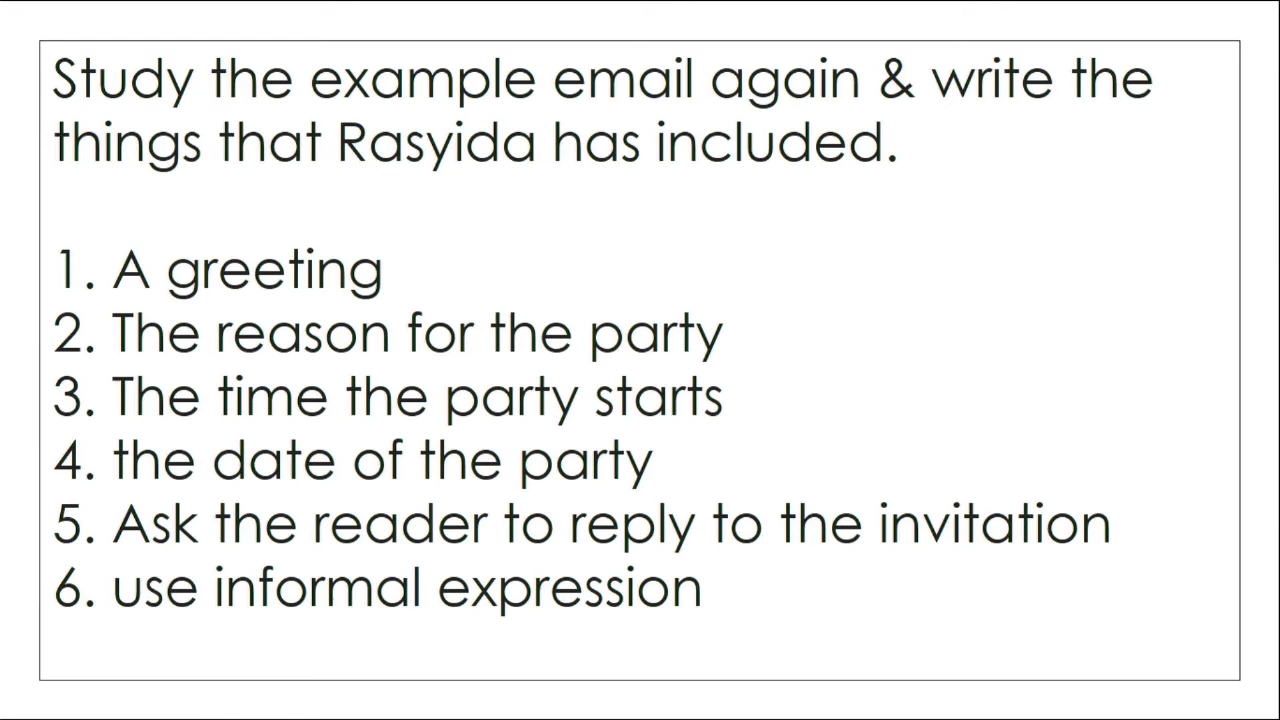 Study the example email again & write the
things that Rasyida has included.
1. A greeting
2. The reason for the party
3. The time the party starts
4. the date of the party
5. Ask the reader to reply to the invitation
6. use informal expression